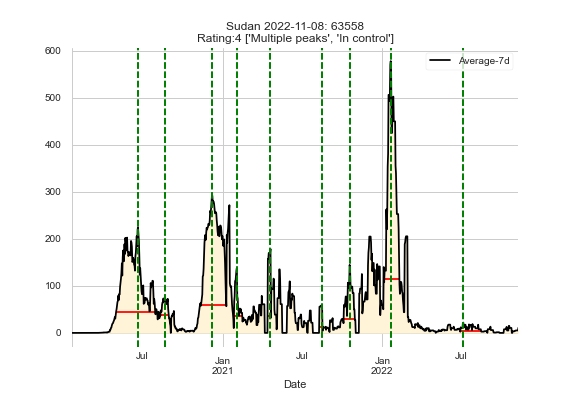 Sudan 2022-11-08: 63558
Rating:4 ['Multiple peaks', 'In control']
600
500
400
300
200
100
0
Average-7d
Jul
Jan
2021
Jul
Jan
2022
Jul
Date